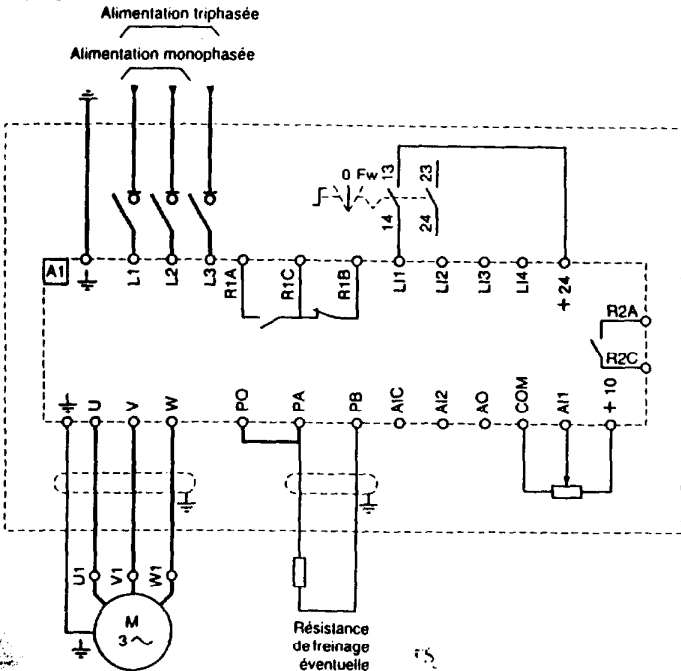 Alimentation triphasée
Alimentation monophasée
0 Fw 13 23
14 24
A1
L1 L2 L3 R1A R1C R1B LI1 LI2 LI3 LI4 +24
R2A
R2C
U V W PO PA PB AIC AI2 AO COM AI1 +10
U1 V1 W1
M
3~
Résistance
de freinage
éventuelle